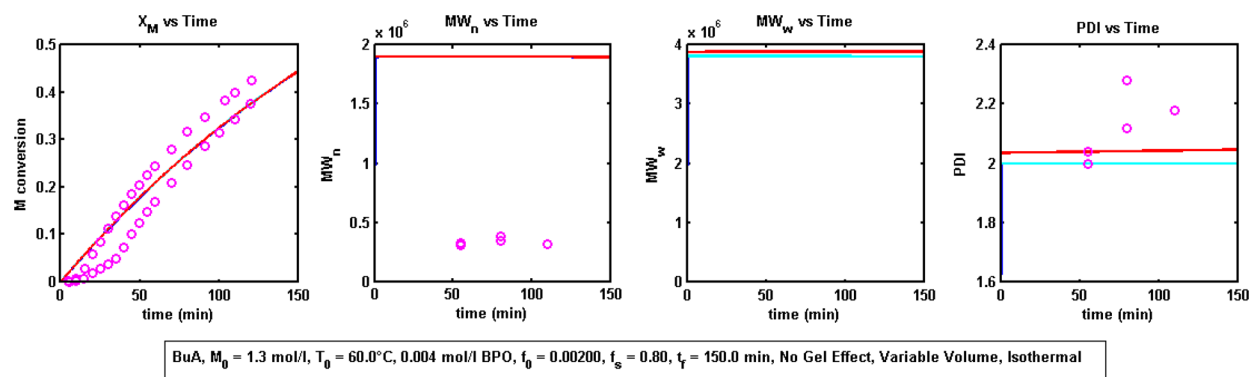 X_M vs Time
M conversion
0.5
0.4
0.3
0.2
0.1
0
0 50 100 150
time (min)
MW_n vs Time
x 10^6
MW_n
2
1.5
1
0.5
0
0 50 100 150
time (min)
MW_w vs Time
x 10^6
MW_w
4
3
2
1
0
0 50 100 150
time (min)
PDI vs Time
PDI
2.4
2.2
2
1.8
1.6
0 50 100 150
time (min)
BuA, M_0 = 1.3 mol/l, T_0 = 60.0°C, 0.004 mol/l BPO, f_0 = 0.00200, f_s = 0.80, t_f = 150.0 min, No Gel Effect, Variable Volume, Isothermal